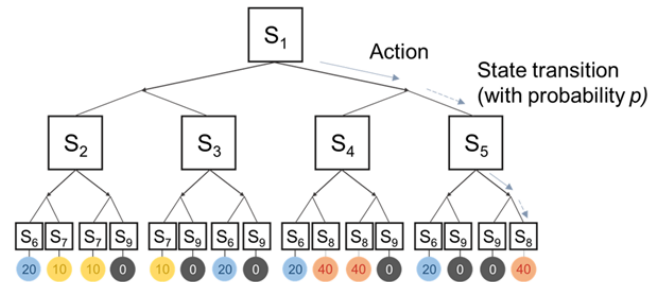 S1
Action
State transition
(with probability p)
S2 S3 S4 S5
S6 S7 S7 S9 S7 S9 S6 S9 S6 S8 S8 S9 S6 S9 S9 S8
20 10 10 0 10 0 20 0 20 40 40 0 20 0 0 40